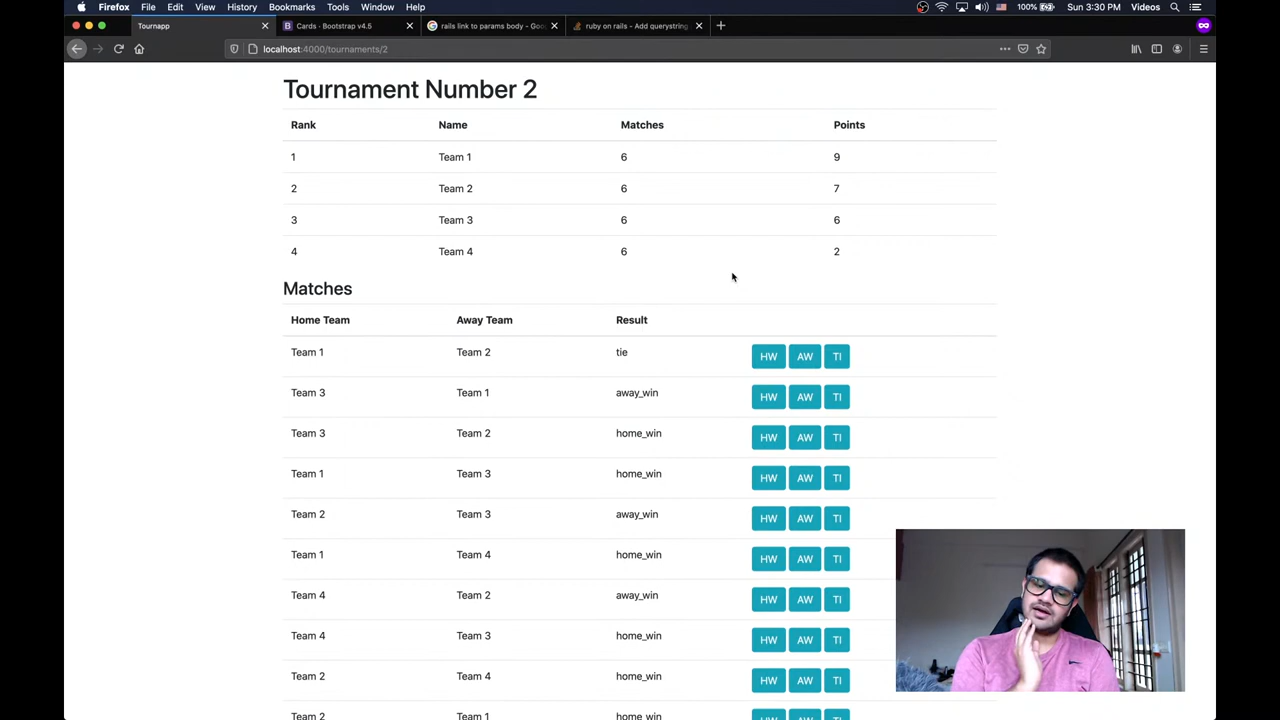 Firefox File Edit View History Bookmarks Tools Window Help 100% Sun 3:30 PM Videos
Tournapp Cards · Bootstrap v4.5 rails link to params body - Goo ruby on rails - Add querystring
localhost:4000/tournaments/2
Tournament Number 2
Rank Name Matches Points
1 Team 1 6 9
2 Team 2 6 7
3 Team 3 6 6
4 Team 4 6 2
Matches
Home Team Away Team Result
Team 1 Team 2 tie HW AW TI
Team 3 Team 1 away_win HW AW TI
Team 3 Team 2 home_win HW AW TI
Team 1 Team 3 home_win HW AW TI
Team 2 Team 3 away_win HW AW TI
Team 1 Team 4 home_win HW AW TI
Team 4 Team 2 away_win HW AW TI
Team 4 Team 3 home_win HW AW TI
Team 2 Team 4 home_win HW AW TI
Team 2 Team 1 home_win